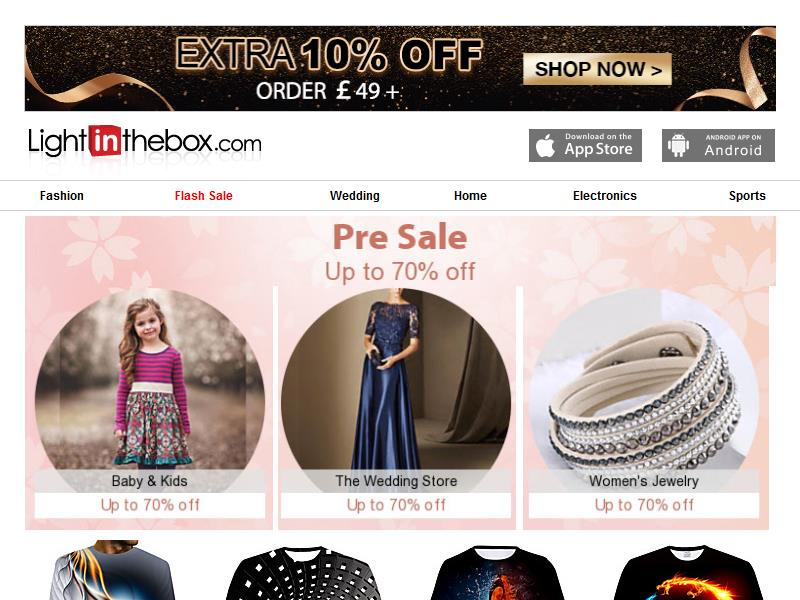 EXTRA 10% OFF
ORDER £49+
SHOP NOW >
Lightinthebox.com
Download on the
App Store
ANDROID APP ON
Android
Fashion
Flash Sale
Wedding
Home
Electronics
Sports
Pre Sale
Up to 70% off
Baby & Kids
Up to 70% off
The Wedding Store
Up to 70% off
Women's Jewelry
Up to 70% off